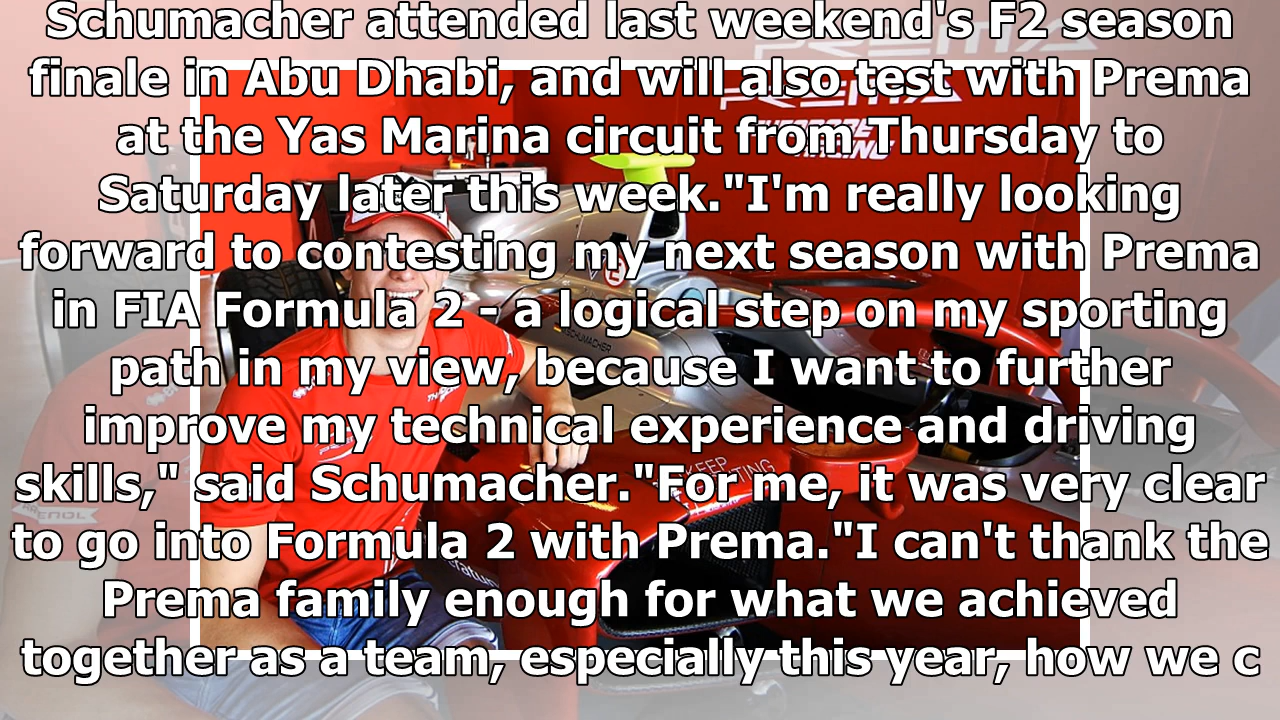 Schumacher attended last weekend's F2 season
finale in Abu Dhabi, and will also test with Prema
at the Yas Marina circuit from Thursday to
Saturday later this week."I'm really looking
forward to contesting my next season with Prema
in FIA Formula 2 - a logical step on my sporting
path in my view, because I want to further
improve my technical experience and driving
skills," said Schumacher."For me, it was very clear
to go into Formula 2 with Prema."I can't thank the
Prema family enough for what we achieved
together as a team, especially this year, how we c
PREMA
PREMA
RACING
SCHUMACHER
KEEP